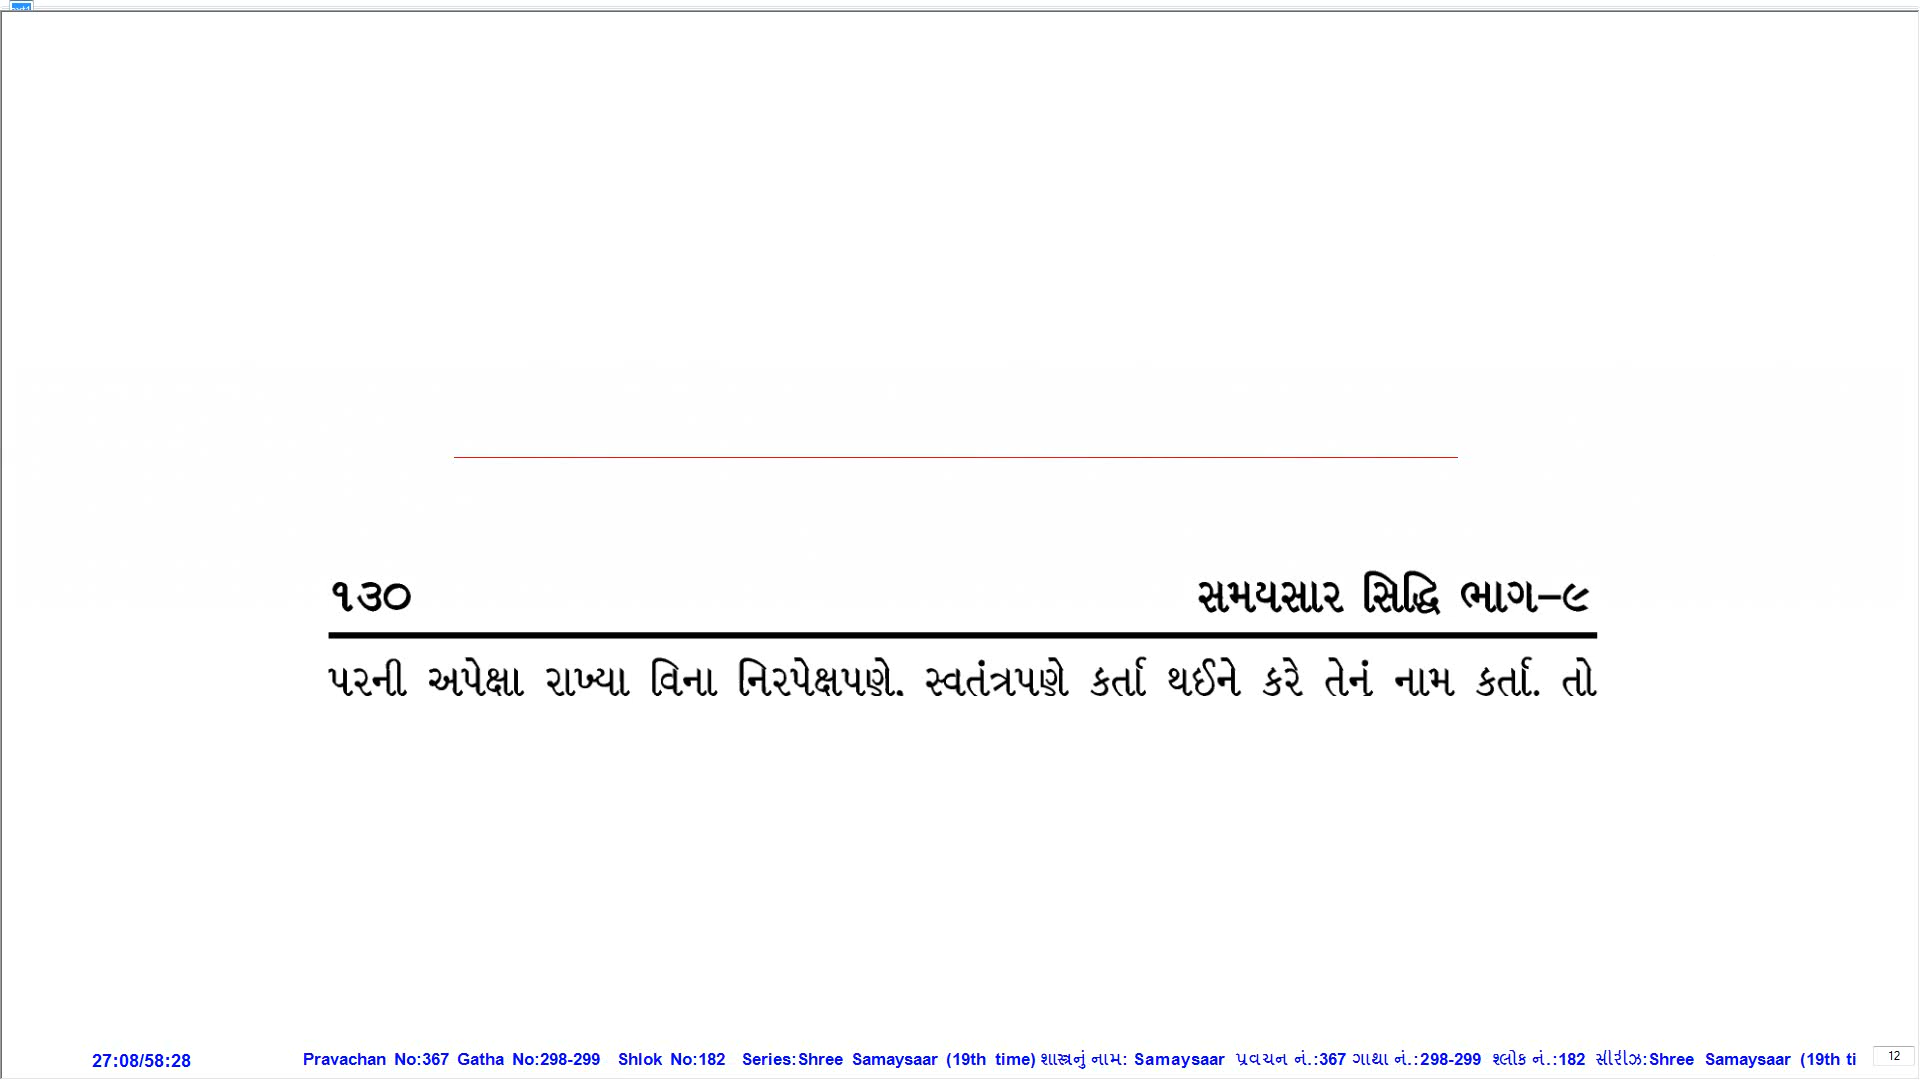 ૧૩૦ સમયસાર સિદ્ધિ ભાગ–૯
પરની અપેક્ષા રાખ્યા વિના નિરપેક્ષપણે, સ્વતંત્રપણે કર્તા થઈને કરે તેનું નામ કર્તા. તો
27:08/58:28 Pravachan No:367 Gatha No:298-299 Shlok No:182 Series:Shree Samaysaar (19th time) શાસ્ત્રનું નામ: Samaysaar પ્રવચન નં.:367 ગાથા નં.:298-299 શ્લોક નં.:182 સીરીઝ:Shree Samaysaar (19th ti 12